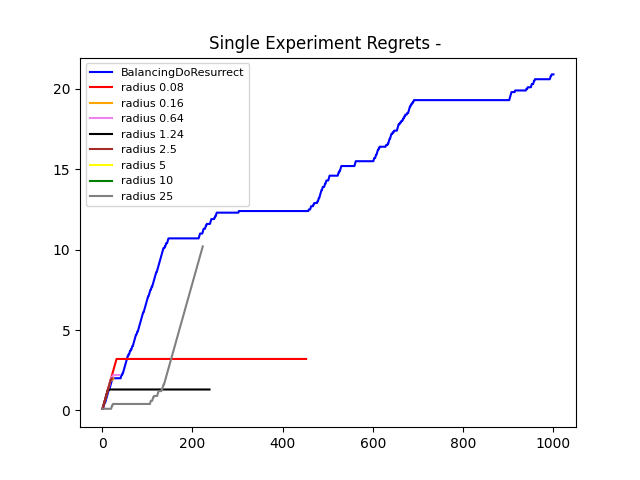 Single Experiment Regrets -
BalancingDoResurrect
radius 0.08
radius 0.16
radius 0.64
radius 1.24
radius 2.5
radius 5
radius 10
radius 25
20
15
10
5
0
0 200 400 600 800 1000